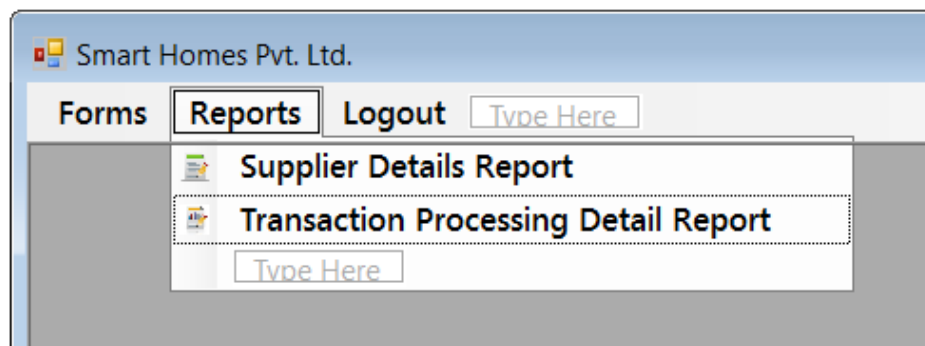 Smart Homes Pvt. Ltd.
Forms Reports Logout Type Here
Supplier Details Report
Transaction Processing Detail Report
Type Here